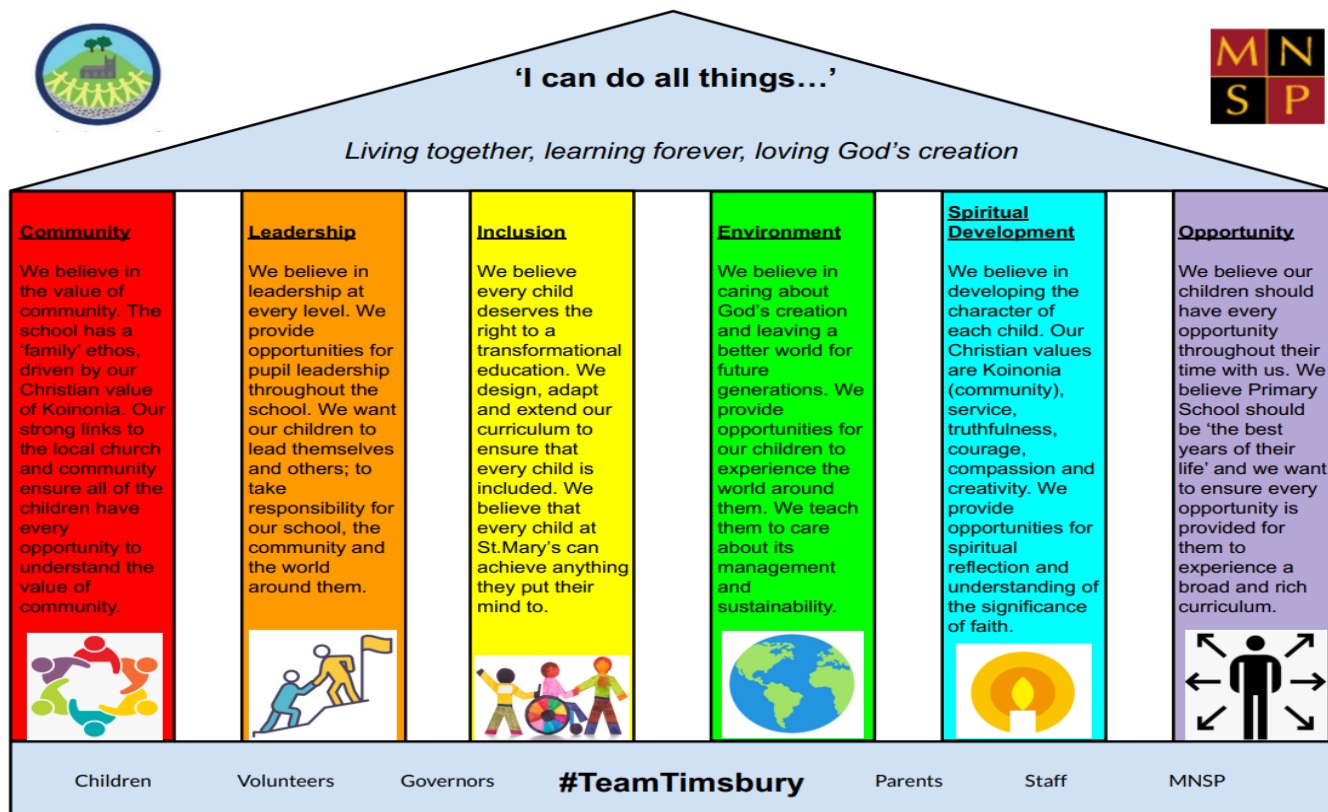 M N
S P
‘I can do all things…’
Living together, learning forever, loving God’s creation
Community
We believe in
the value of
community. The
school has a
‘family’ ethos,
driven by our
Christian value
of Koinonia. Our
strong links to
the local church
and community
ensure all of the
children have
every
opportunity to
understand the
value of
community.
Leadership
We believe in
leadership at
every level. We
provide
opportunities for
pupil leadership
throughout the
school. We want
our children to
lead themselves
and others; to
take
responsibility for
our school, the
community and
the world
around them.
Inclusion
We believe
every child
deserves the
right to a
transformational
education. We
design, adapt
and extend our
curriculum to
ensure that
every child is
included. We
believe that
every child at
St.Mary’s can
achieve anything
they put their
mind to.
Environment
We believe in
caring about
God’s creation
and leaving a
better world for
future
generations. We
provide
opportunities for
our children to
experience the
world around
them. We teach
them to care
about its
management
and
sustainability.
Spiritual
Development
We believe in
developing the
character of
each child. Our
Christian values
are Koinonia
(community),
service,
truthfulness,
courage,
compassion and
creativity. We
provide
opportunities for
spiritual
reflection and
understanding of
the significance
of faith.
Opportunity
We believe our
children should
have every
opportunity
throughout their
time with us. We
believe Primary
School should
be ‘the best
years of their
life’ and we want
to ensure every
opportunity is
provided for
them to
experience a
broad and rich
curriculum.
Children Volunteers Governors #TeamTimsbury Parents Staff MNSP